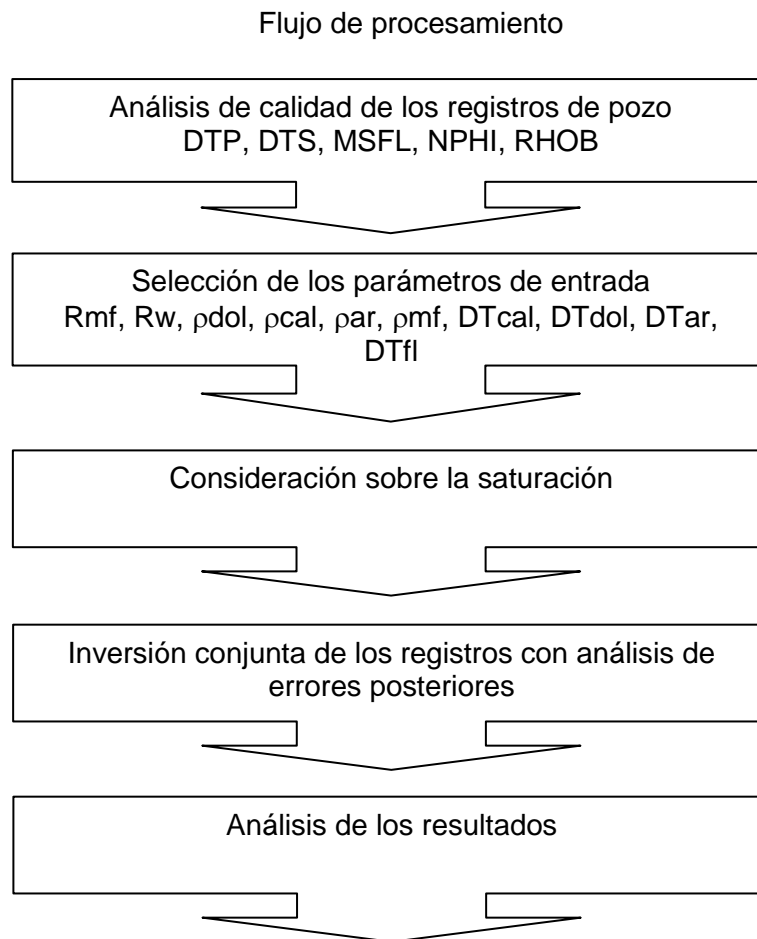 Flujo de procesamiento
Análisis de calidad de los registros de pozo
DTP, DTS, MSFL, NPHI, RHOB
Selección de los parámetros de entrada
Rmf, Rw, ρdol, ρcal, ρar, ρmf, DTcal, DTdol, DTar,
DTfl
Consideración sobre la saturación
Inversión conjunta de los registros con análisis de
errores posteriores
Análisis de los resultados